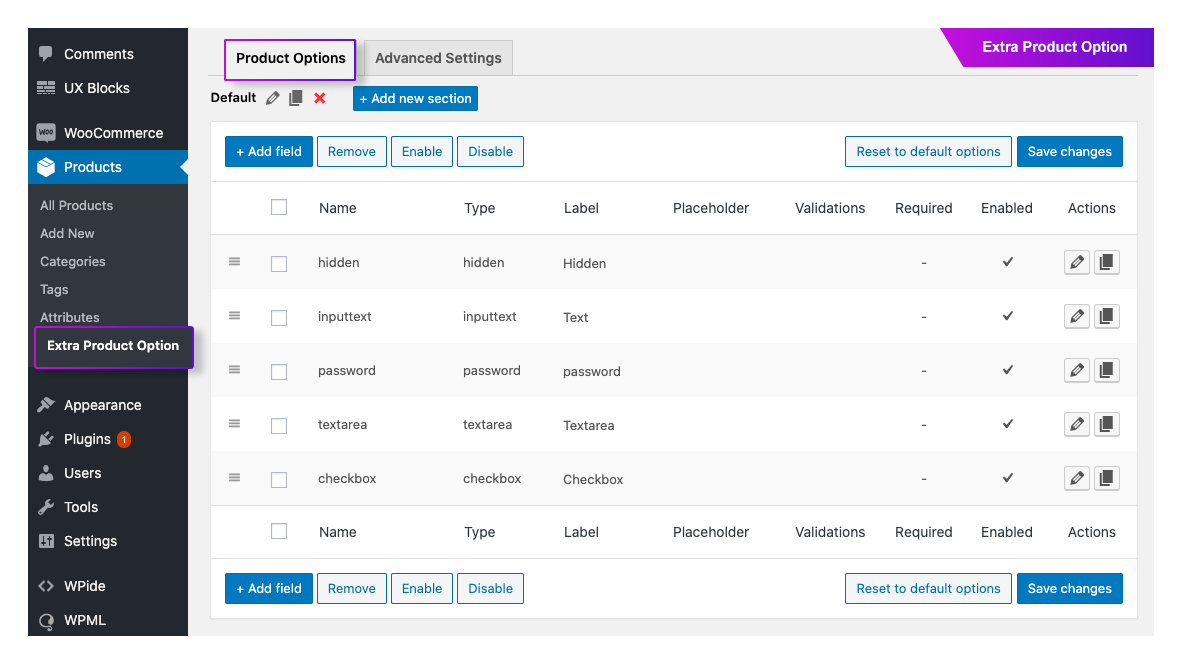 Comments
UX Blocks
WooCommerce
Products
All Products
Add New
Categories
Tags
Attributes
Extra Product Option
Appearance
Plugins 1
Users
Tools
Settings
WPide
WPML
Product Options Advanced Settings
Extra Product Option
Default + Add new section
+ Add field Remove Enable Disable Reset to default options Save changes
Name Type Label Placeholder Validations Required Enabled Actions
hidden hidden Hidden -
inputtext inputtext Text -
password password password -
textarea textarea Textarea -
checkbox checkbox Checkbox -
Name Type Label Placeholder Validations Required Enabled Actions
+ Add field Remove Enable Disable Reset to default options Save changes